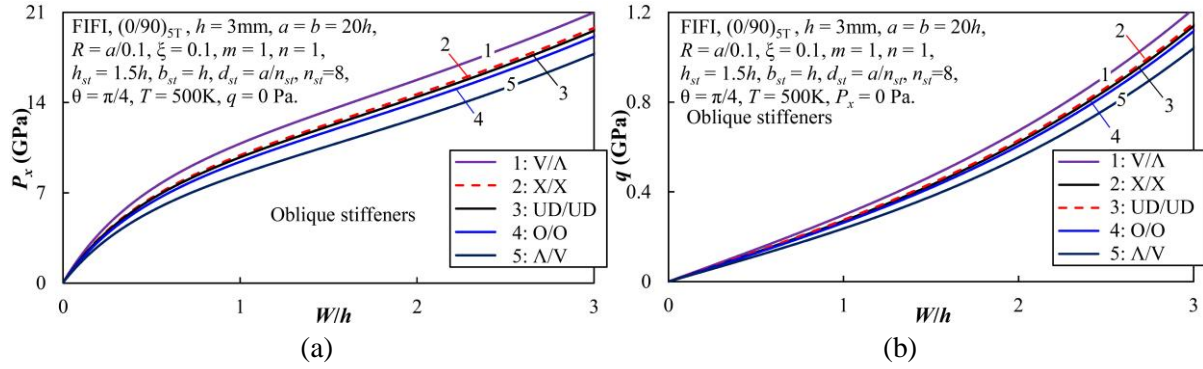 FIFI, (0/90)5T , h = 3mm, a = b = 20h,
R = a/0.1, ξ = 0.1, m = 1, n = 1,
hst = 1.5h, bst = h, dst = a/nst, nst=8,
θ = π/4, T = 500K, q = 0 Pa.
21
14
7
0
Px (GPa)
1
2
3
4
5
Oblique stiffeners
1: V/Λ
2: X/X
3: UD/UD
4: O/O
5: Λ/V
0
1
2
3
W/h
(a)
FIFI, (0/90)5T , h = 3mm, a = b = 20h,
R = a/0.1, ξ = 0.1, m = 1, n = 1,
hst = 1.5h, bst = h, dst = a/nst, nst=8,
θ = π/4, T = 500K, Px = 0 Pa.
Oblique stiffeners
1.2
0.8
0.4
0
q (GPa)
1
2
3
4
5
1: V/Λ
2: X/X
3: UD/UD
4: O/O
5: Λ/V
0
1
2
3
W/h
(b)